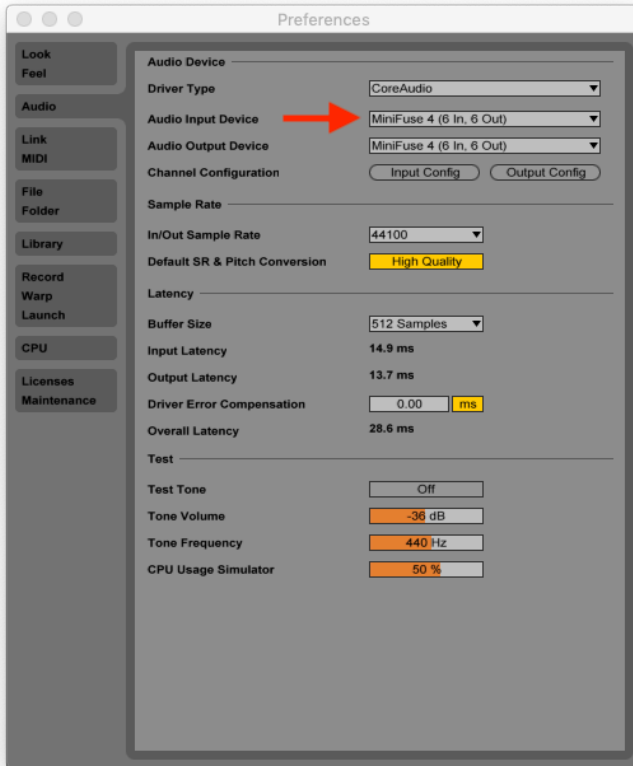 Preferences
Look
Feel
Audio
Link
MIDI
File
Folder
Library
Record
Warp
Launch
CPU
Licenses
Maintenance
Audio Device
Driver Type CoreAudio
Audio Input Device MiniFuse 4 (6 In, 6 Out)
Audio Output Device MiniFuse 4 (6 In, 6 Out)
Channel Configuration Input Config Output Config
Sample Rate
In/Out Sample Rate 44100
Default SR & Pitch Conversion High Quality
Latency
Buffer Size 512 Samples
Input Latency 14.9 ms
Output Latency 13.7 ms
Driver Error Compensation 0.00 ms
Overall Latency 28.6 ms
Test
Test Tone Off
Tone Volume -36 dB
Tone Frequency 440 Hz
CPU Usage Simulator 50 %